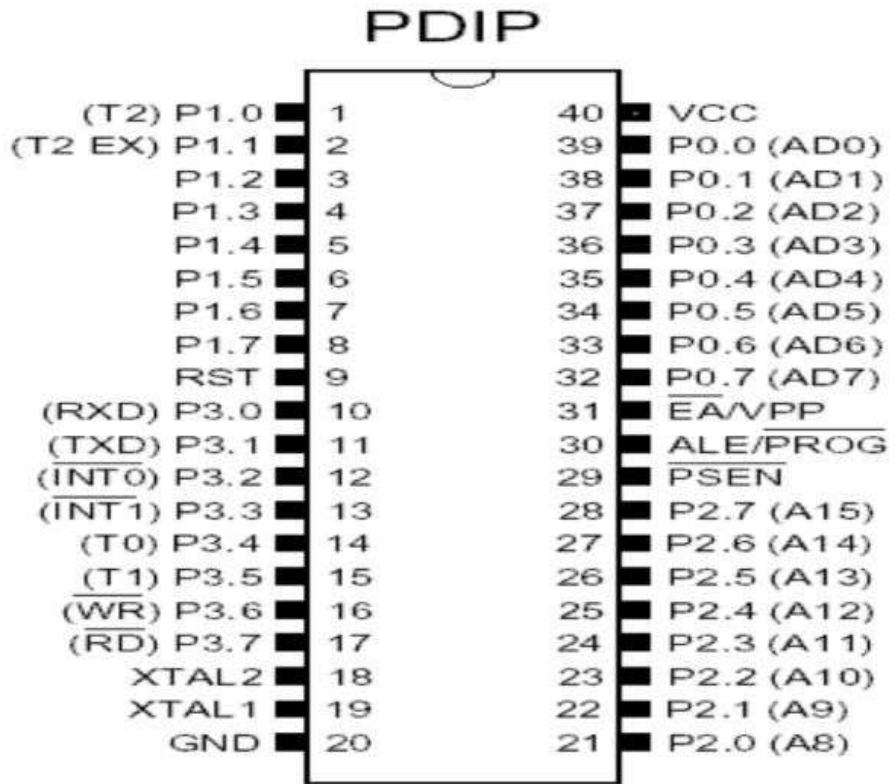 PDIP
(T2) P1.0 1 40 VCC
(T2 EX) P1.1 2 39 P0.0 (AD0)
P1.2 3 38 P0.1 (AD1)
P1.3 4 37 P0.2 (AD2)
P1.4 5 36 P0.3 (AD3)
P1.5 6 35 P0.4 (AD4)
P1.6 7 34 P0.5 (AD5)
P1.7 8 33 P0.6 (AD6)
RST 9 32 P0.7 (AD7)
(RXD) P3.0 10 31 E̅A̅/VPP
(TXD) P3.1 11 30 ALE/P̅R̅O̅G̅
(I̅N̅T̅0̅) P3.2 12 29 P̅S̅E̅N̅
(I̅N̅T̅1̅) P3.3 13 28 P2.7 (A15)
(T0) P3.4 14 27 P2.6 (A14)
(T1) P3.5 15 26 P2.5 (A13)
(W̅R̅) P3.6 16 25 P2.4 (A12)
(R̅D̅) P3.7 17 24 P2.3 (A11)
XTAL2 18 23 P2.2 (A10)
XTAL1 19 22 P2.1 (A9)
GND 20 21 P2.0 (A8)